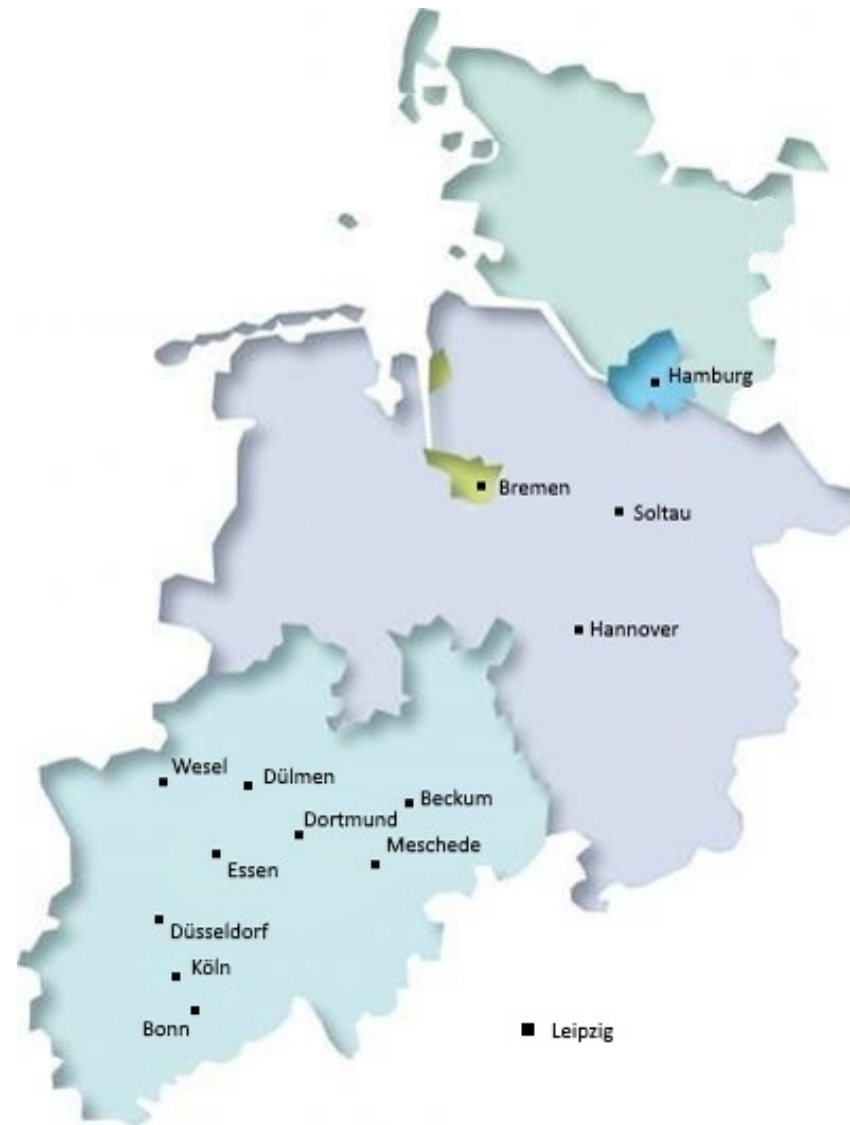 Hamburg
Bremen
Soltau
Hannover
Wesel
Dülmen
Beckum
Dortmund
Meschede
Essen
Düsseldorf
Köln
Bonn
Leipzig